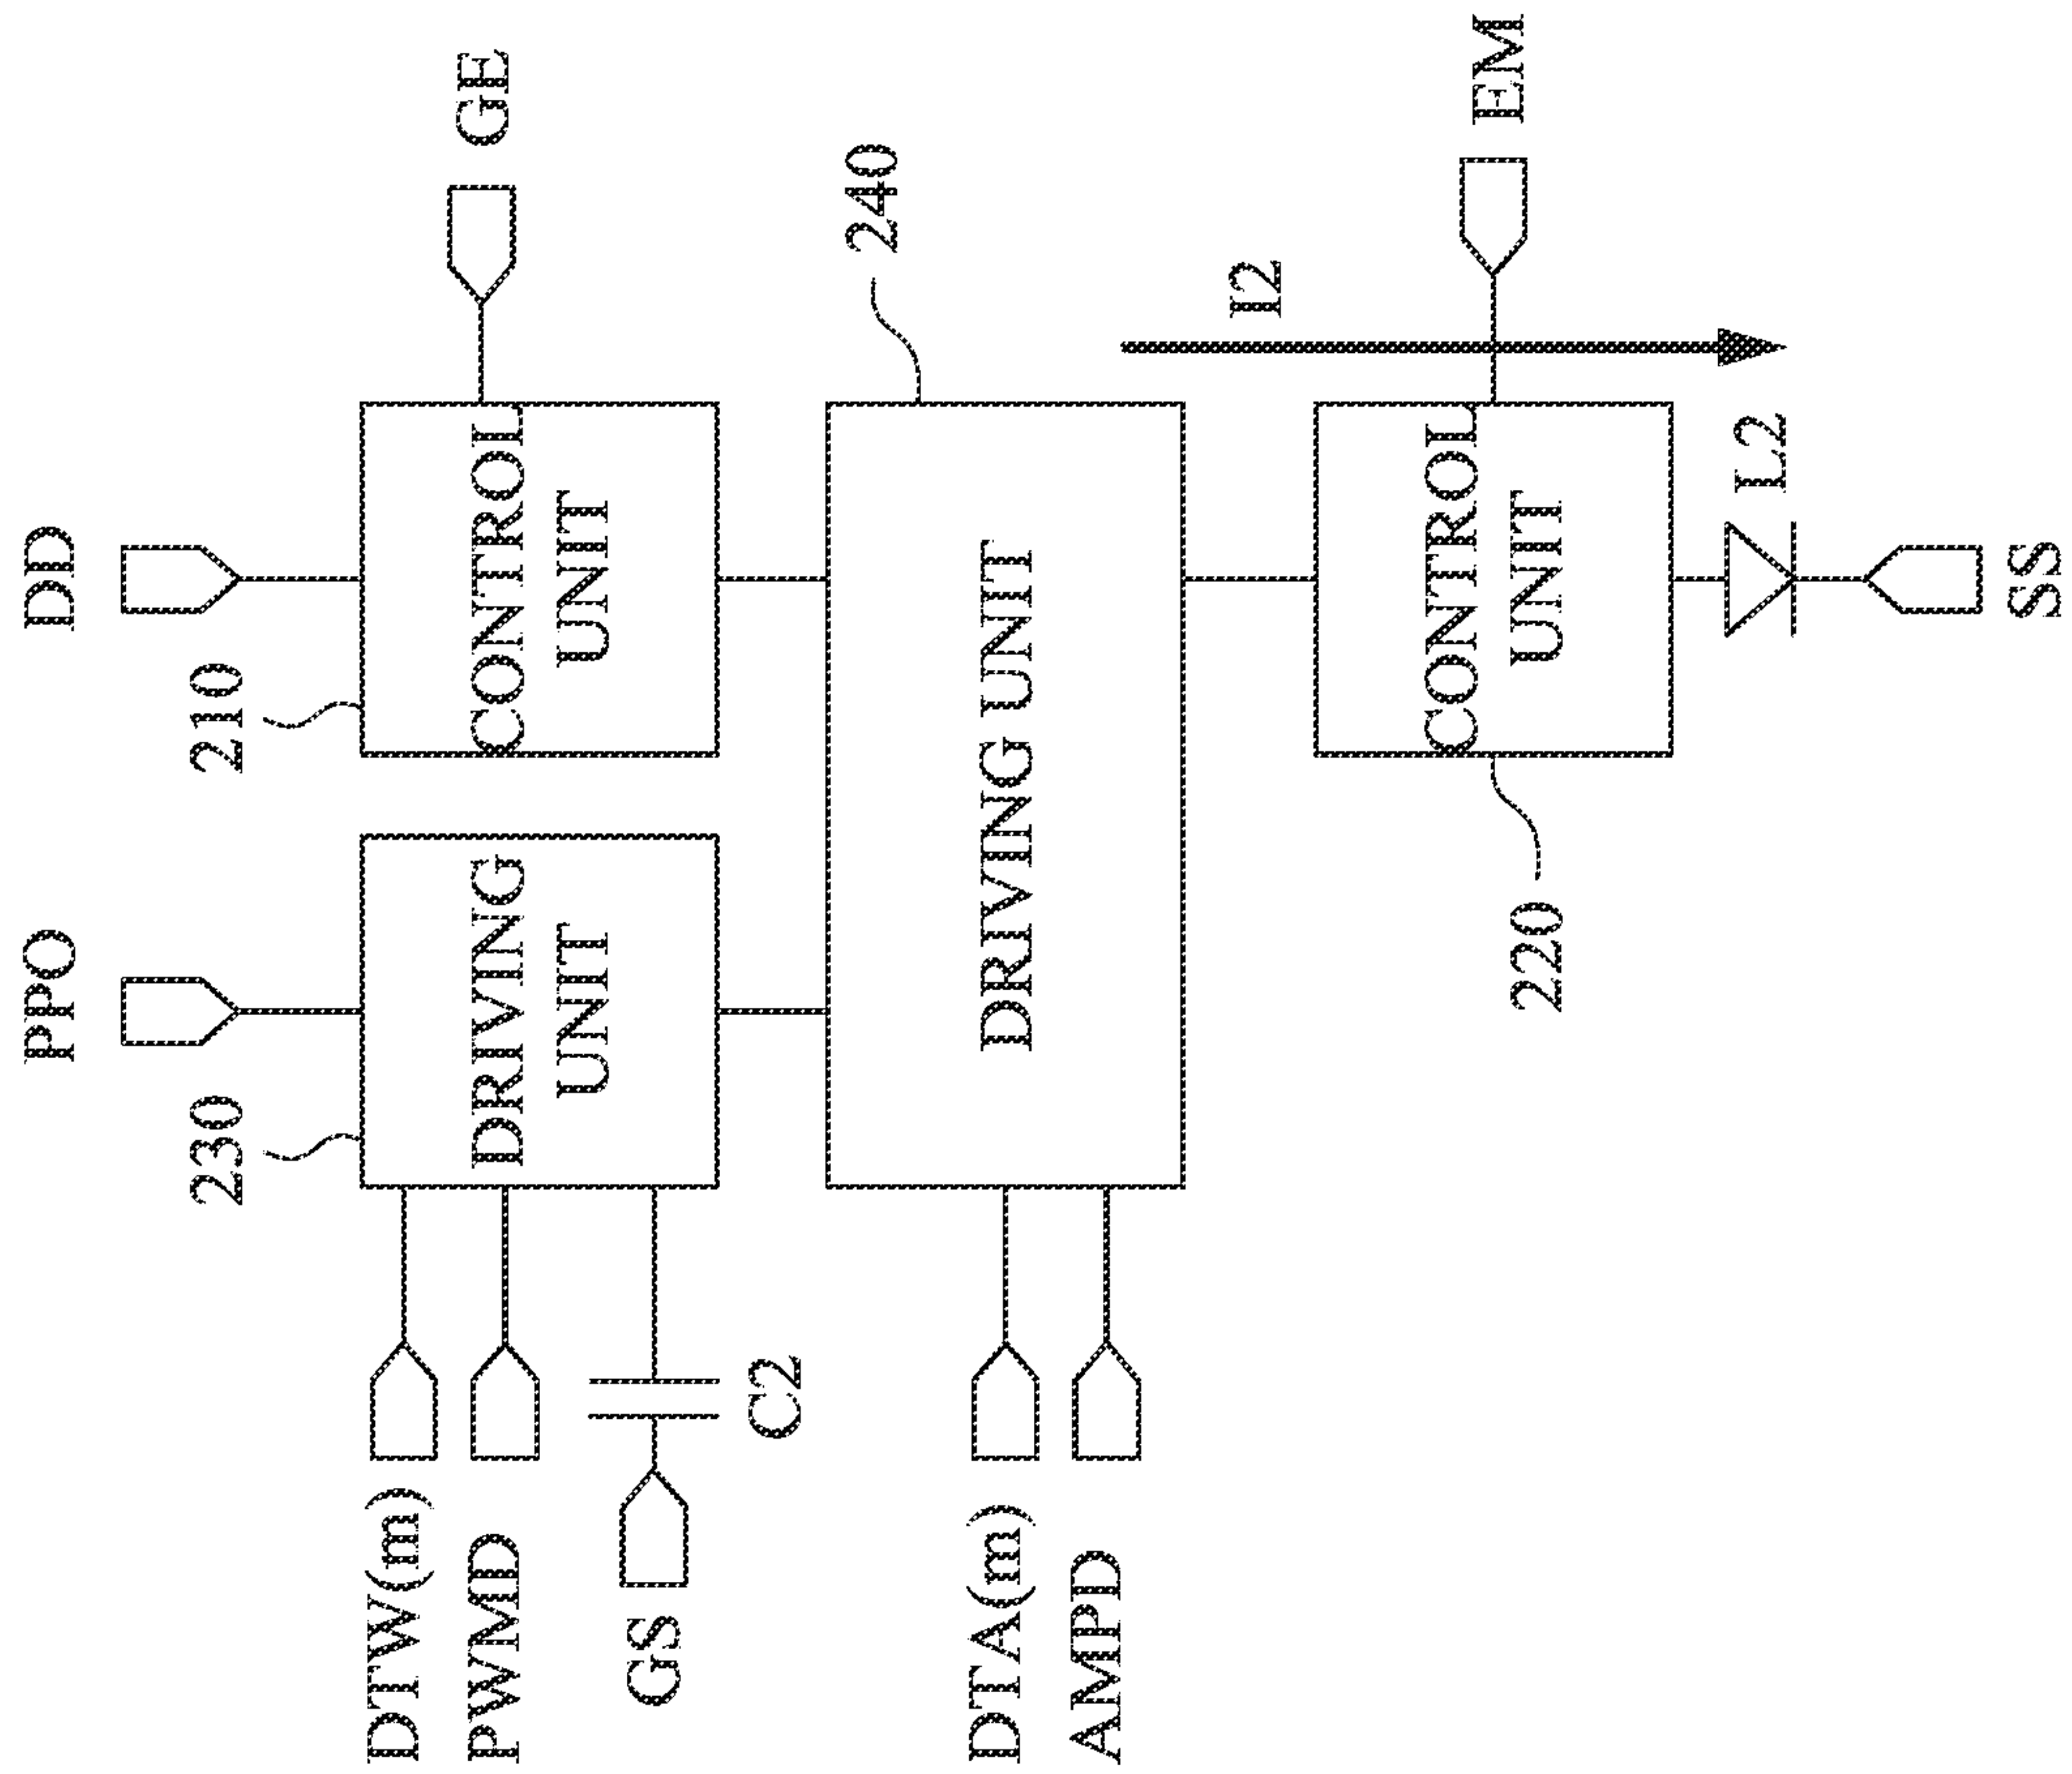 DD
PPO
GE
210
230
CONTROL
UNIT
DRIVING
UNIT
DTW(m)
PWMD
GS
C2
240
DRIVING UNIT
DTA(m)
AMPD
I2
EM
CONTROL
UNIT
220
L2
SS